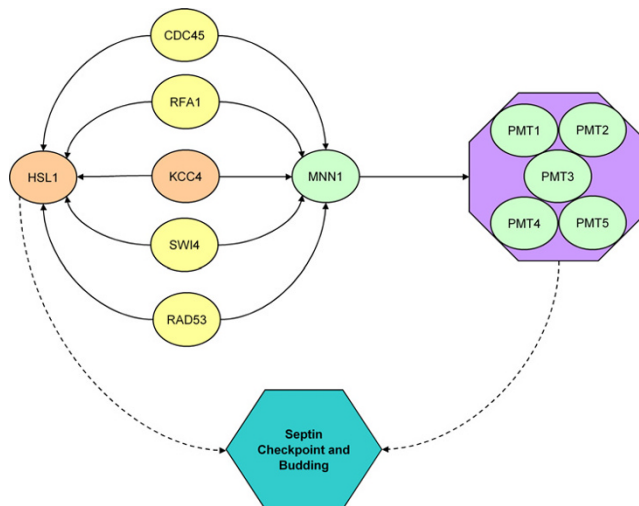 CDC45
RFA1
PMT1
PMT2
HSL1
KCC4
MNN1
PMT3
PMT4
PMT5
SWI4
RAD53
Septin
Checkpoint and
Budding